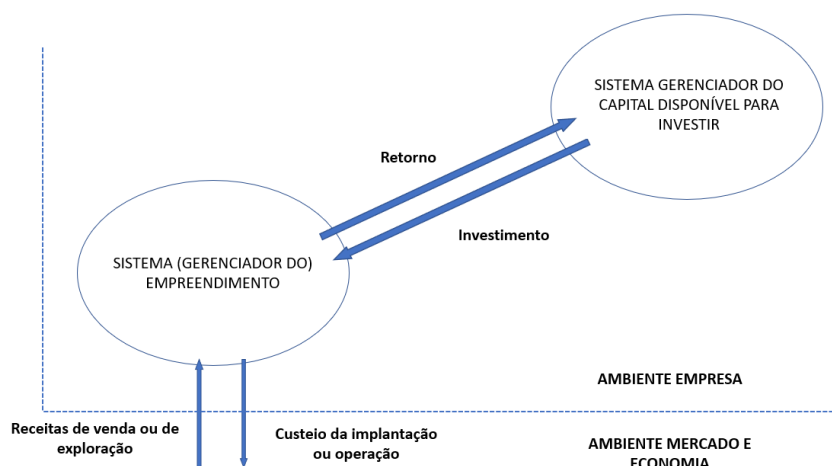 SISTEMA GERENCIADOR DO
CAPITAL DISPONÍVEL PARA
INVESTIR
Retorno
Investimento
SISTEMA (GERENCIADOR DO)
EMPREENDIMENTO
AMBIENTE EMPRESA
Receitas de venda ou de
exploração
Custeio da implantação
ou operação
AMBIENTE MERCADO E
ECONOMIA